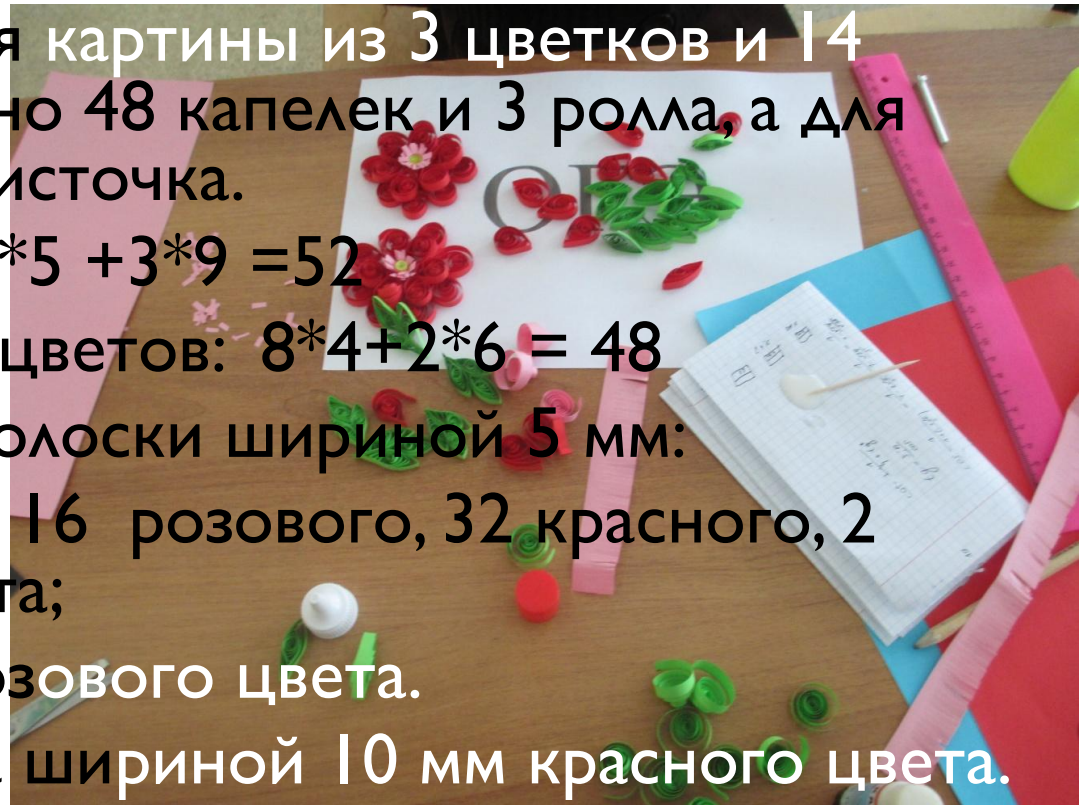 я картины из 3 цветков и 14
но 48 капелек и 3 ролла, а для
источка.
*5 +3*9 =52
цветов: 8*4+2*6 = 48
олоски шириной 5 мм:
16 розового, 32 красного, 2
та;
озового цвета.
шириной 10 мм красного цвета.